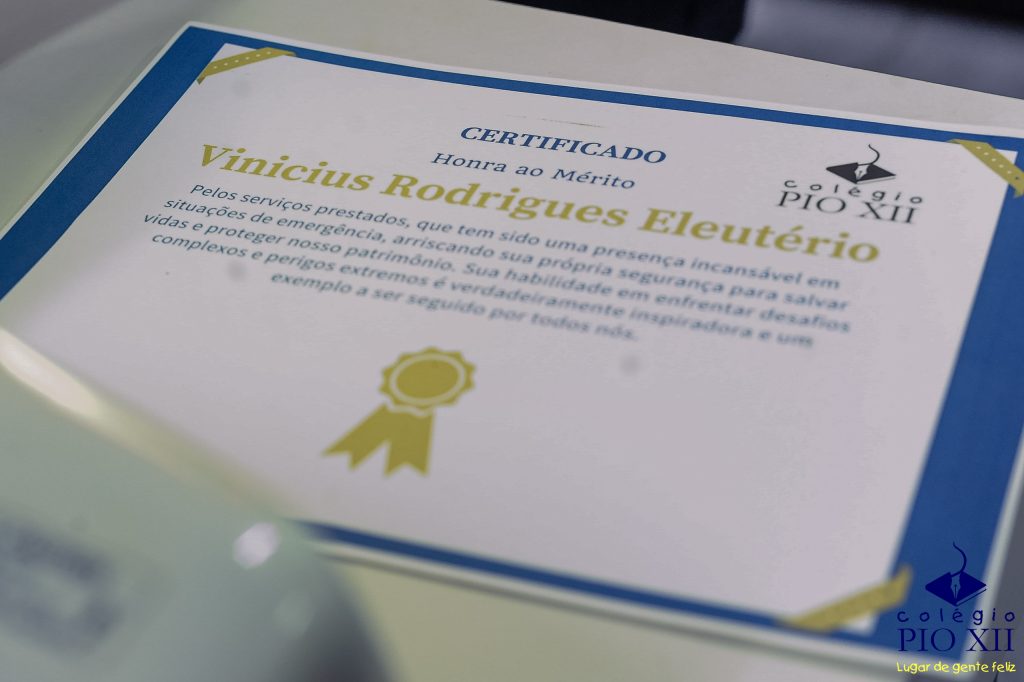 CERTIFICADO
Honra ao Mérito
Vinicius Rodrigues Eleutério
colégio
PIO XII
Pelos serviços prestados, que tem sido uma presença incansável em
situações de emergência, arriscando sua própria segurança para salvar
vidas e proteger nosso patrimônio. Sua habilidade em enfrentar desafios
complexos e perigos extremos é verdadeiramente inspiradora e um
exemplo a ser seguido por todos nós.
colégio
PIO XII
Lugar de gente feliz